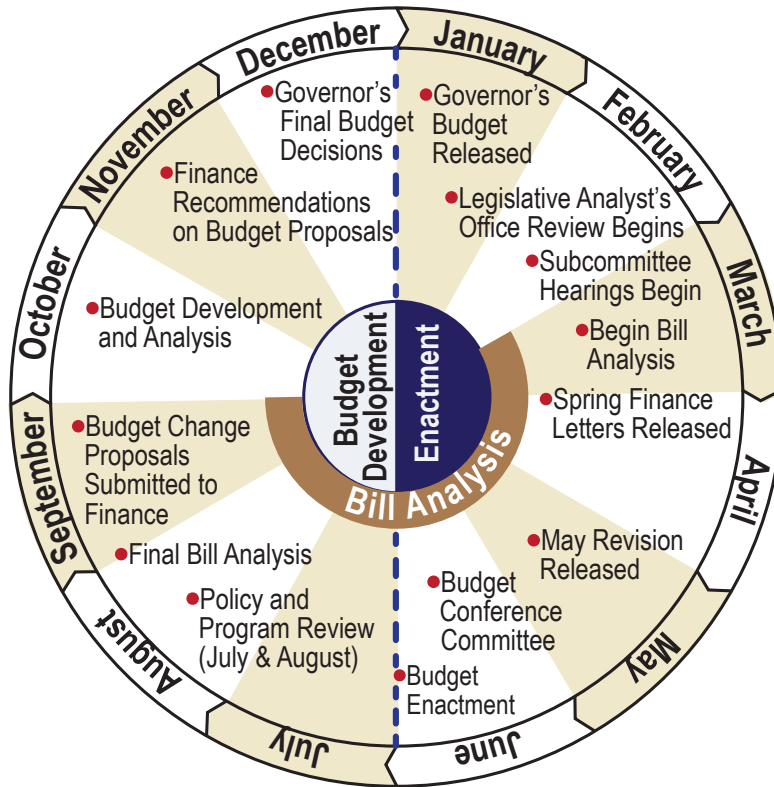 January
February
March
April
May
June
July
August
September
October
November
December
Governor's
Budget
Released
Legislative Analyst's
Office Review Begins
Subcommittee
Hearings Begin
Begin Bill
Analysis
Spring Finance
Letters Released
May Revision
Released
Budget
Conference
Committee
Budget
Enactment
Policy and
Program Review
(July & August)
Final Bill Analysis
Budget Change
Proposals
Submitted to
Finance
Budget Development
and Analysis
Finance
Recommendations
on Budget Proposals
Governor's
Final Budget
Decisions
Budget
Development
Enactment
Bill Analysis